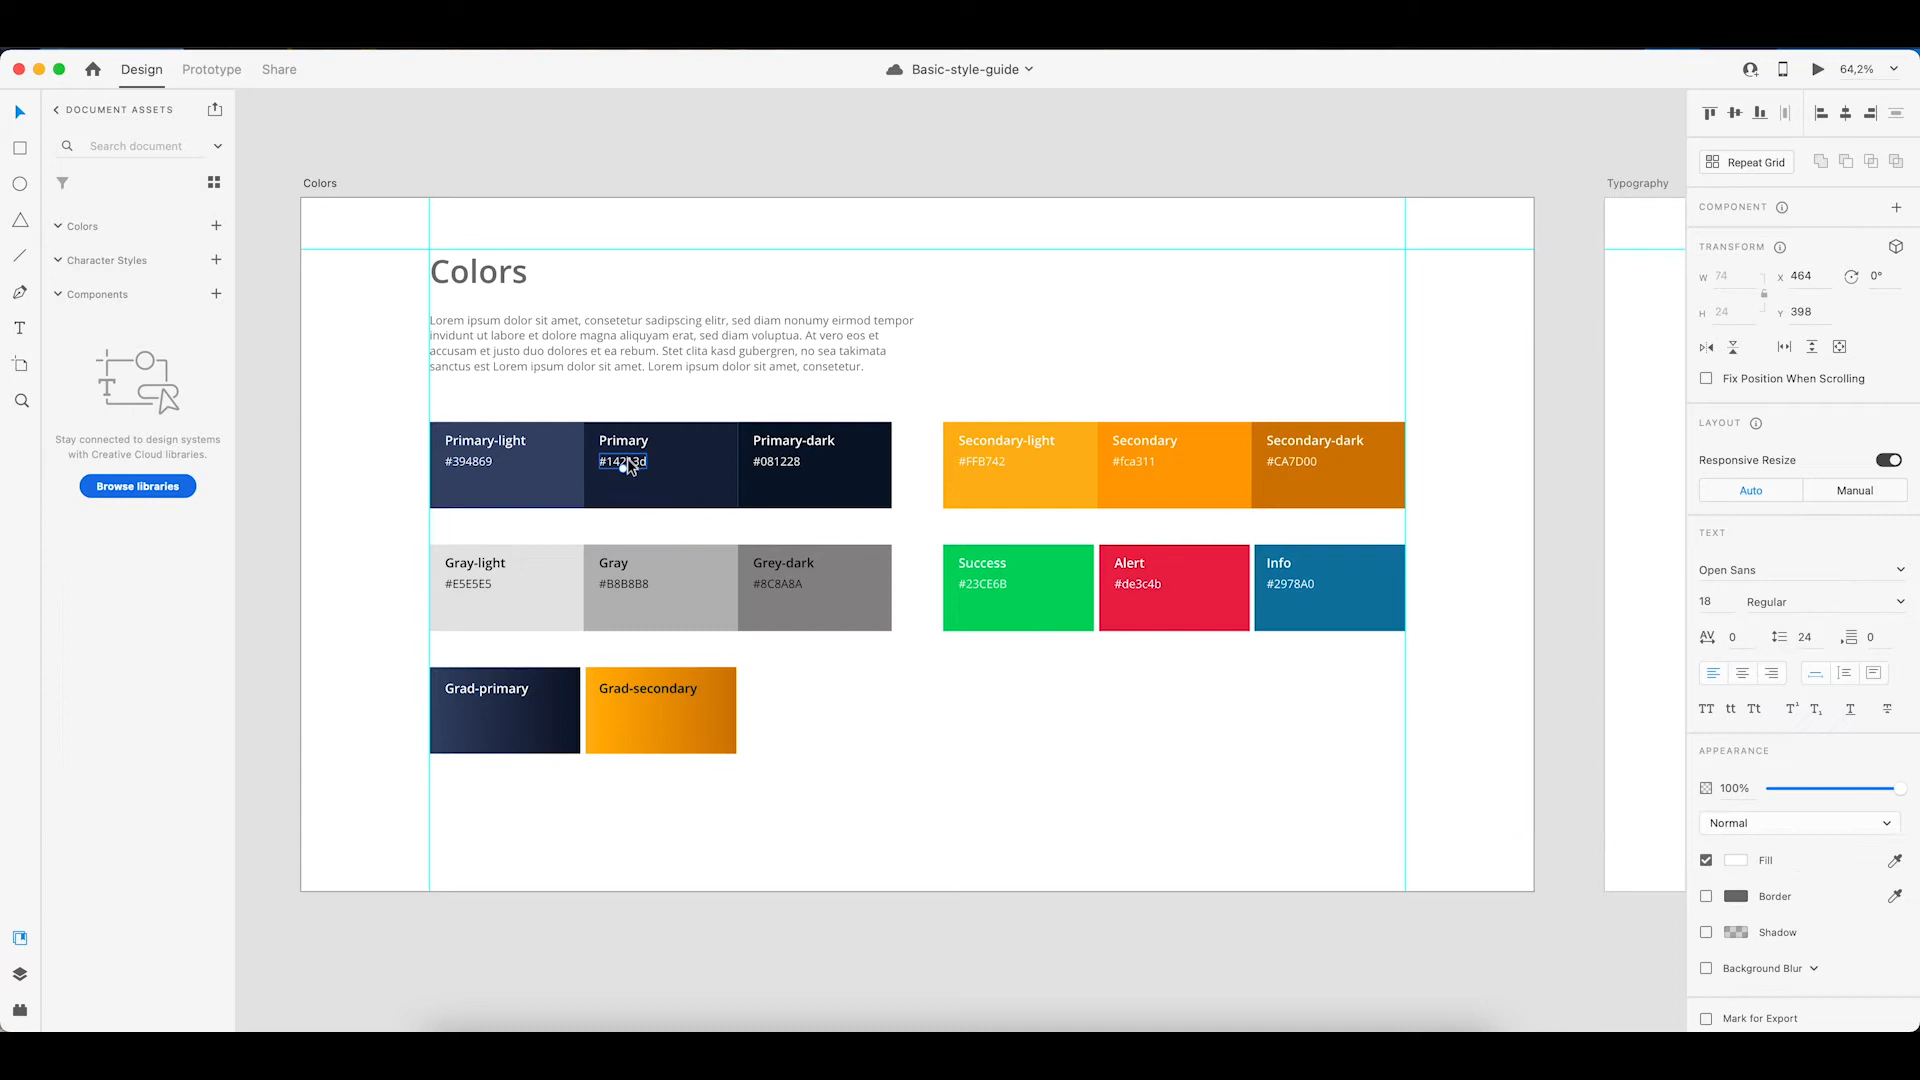 Design
Prototype
Share
Basic-style-guide
64,2%
DOCUMENT ASSETS
Search document
Colors
Character Styles
Components
Stay connected to design systems
with Creative Cloud libraries.
Browse libraries
Colors
Typography
Colors
Lorem ipsum dolor sit amet, consetetur sadipscing elitr, sed diam nonumy eirmod tempor
invidunt ut labore et dolore magna aliquyam erat, sed diam voluptua. At vero eos et
accusam et justo duo dolores et ea rebum. Stet clita kasd gubergren, no sea takimata
sanctus est Lorem ipsum dolor sit amet. Lorem ipsum dolor sit amet, consetetur.
Primary-light
#394869
Primary
Primary-dark
#081228
Secondary-light
#FFB742
Secondary
#fca311
Secondary-dark
#CA7D00
Gray-light
#E5E5E5
Gray
#B8B8B8
Grey-dark
#8C8A8A
Success
#23CE6B
Alert
#de3c4b
Info
#2978A0
Grad-primary
Grad-secondary
Repeat Grid
COMPONENT
TRANSFORM
W 74
X 464
0°
H 24
Y 398
Fix Position When Scrolling
LAYOUT
Responsive Resize
Auto
Manual
TEXT
Open Sans
18
Regular
AV 0
24
0
TT tt Tt T¹ T₁ T T
APPEARANCE
100%
Normal
Fill
Border
Shadow
Background Blur
Mark for Export